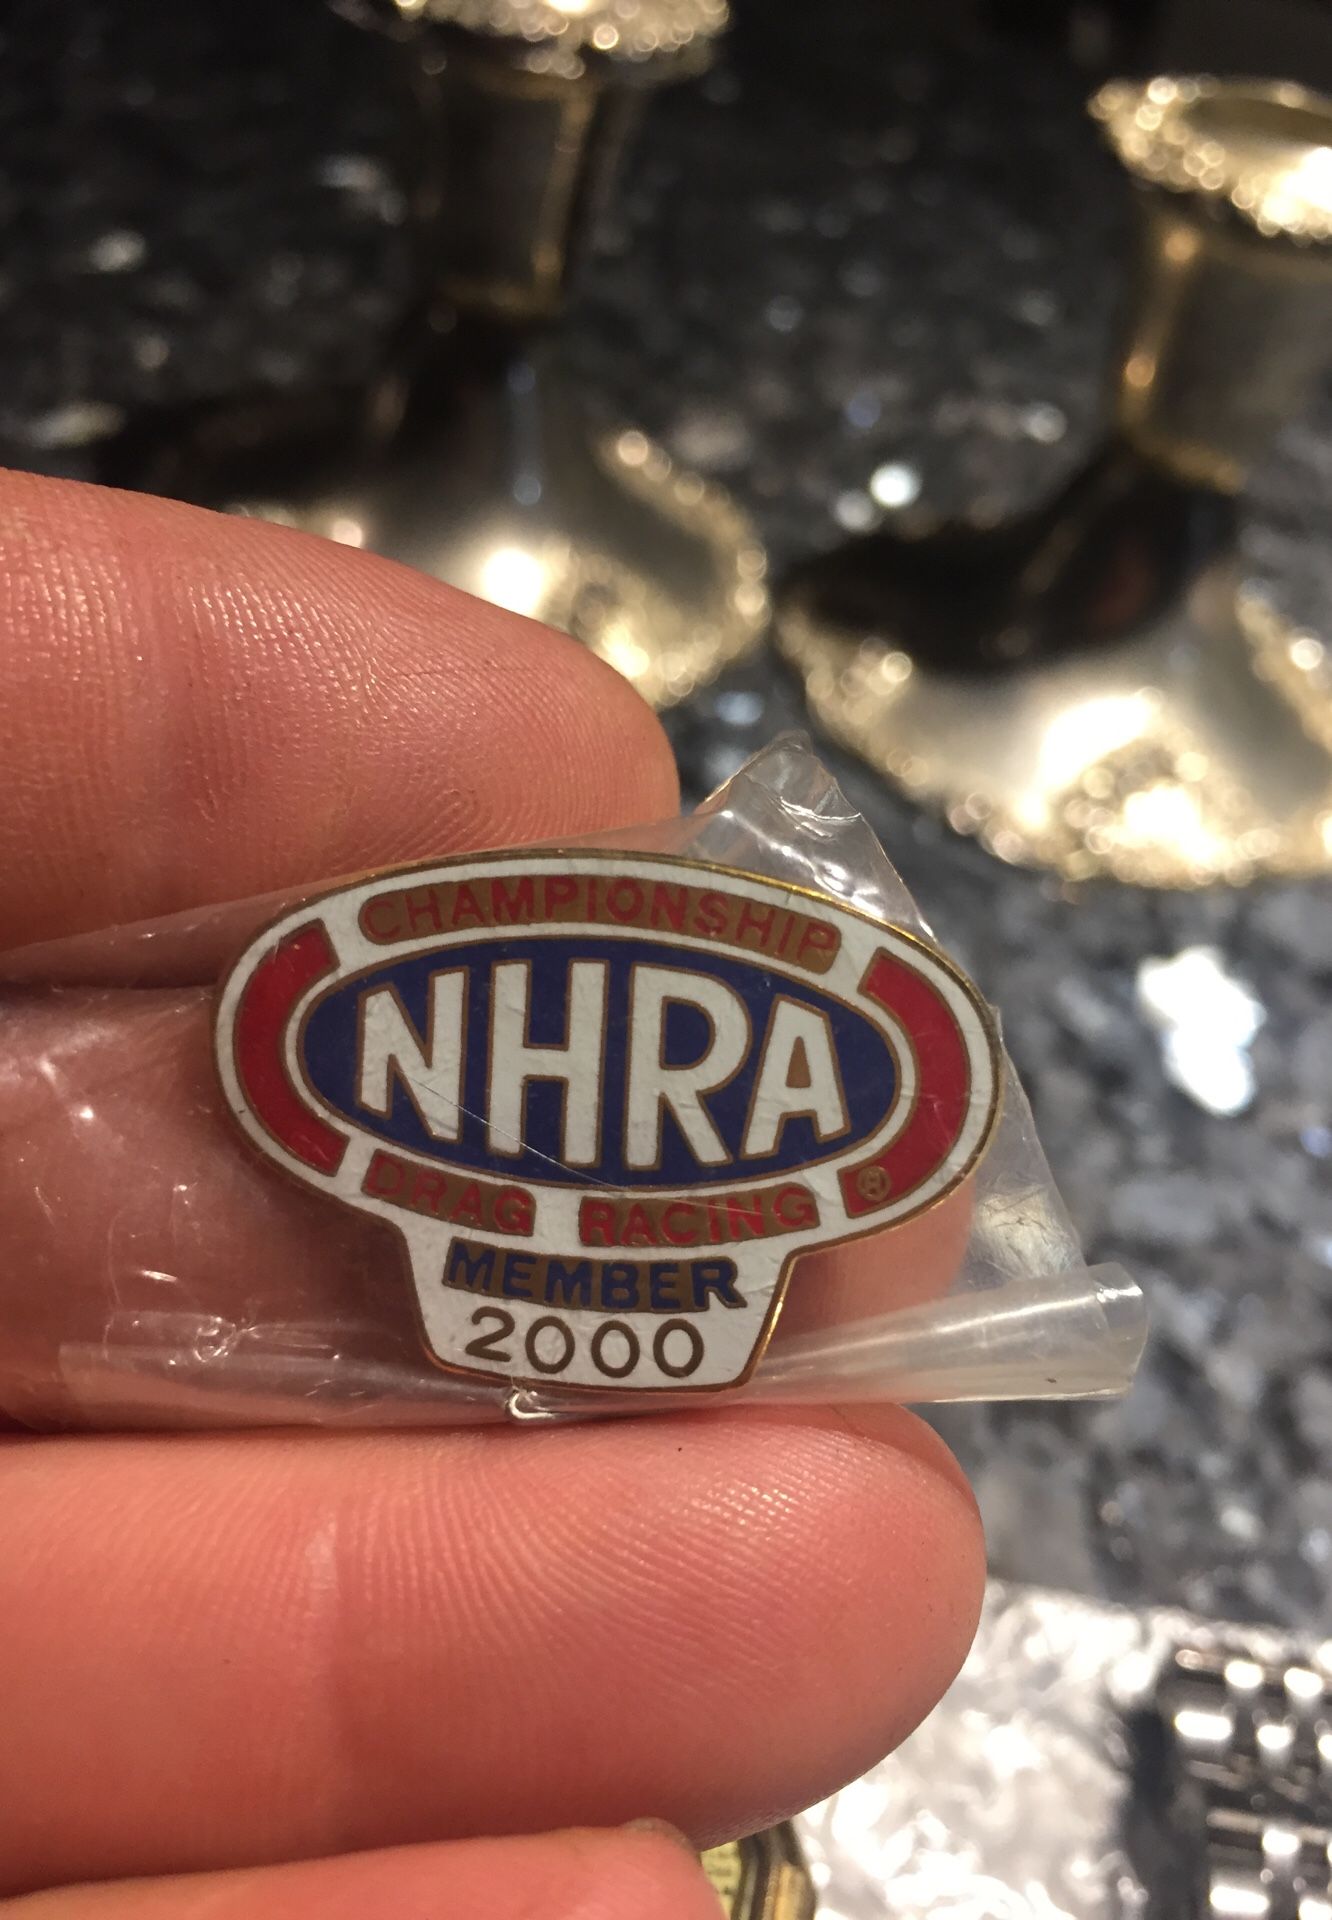 CHAMPIONSHIP
NHRA
DRAG RACING ®
MEMBER
2000